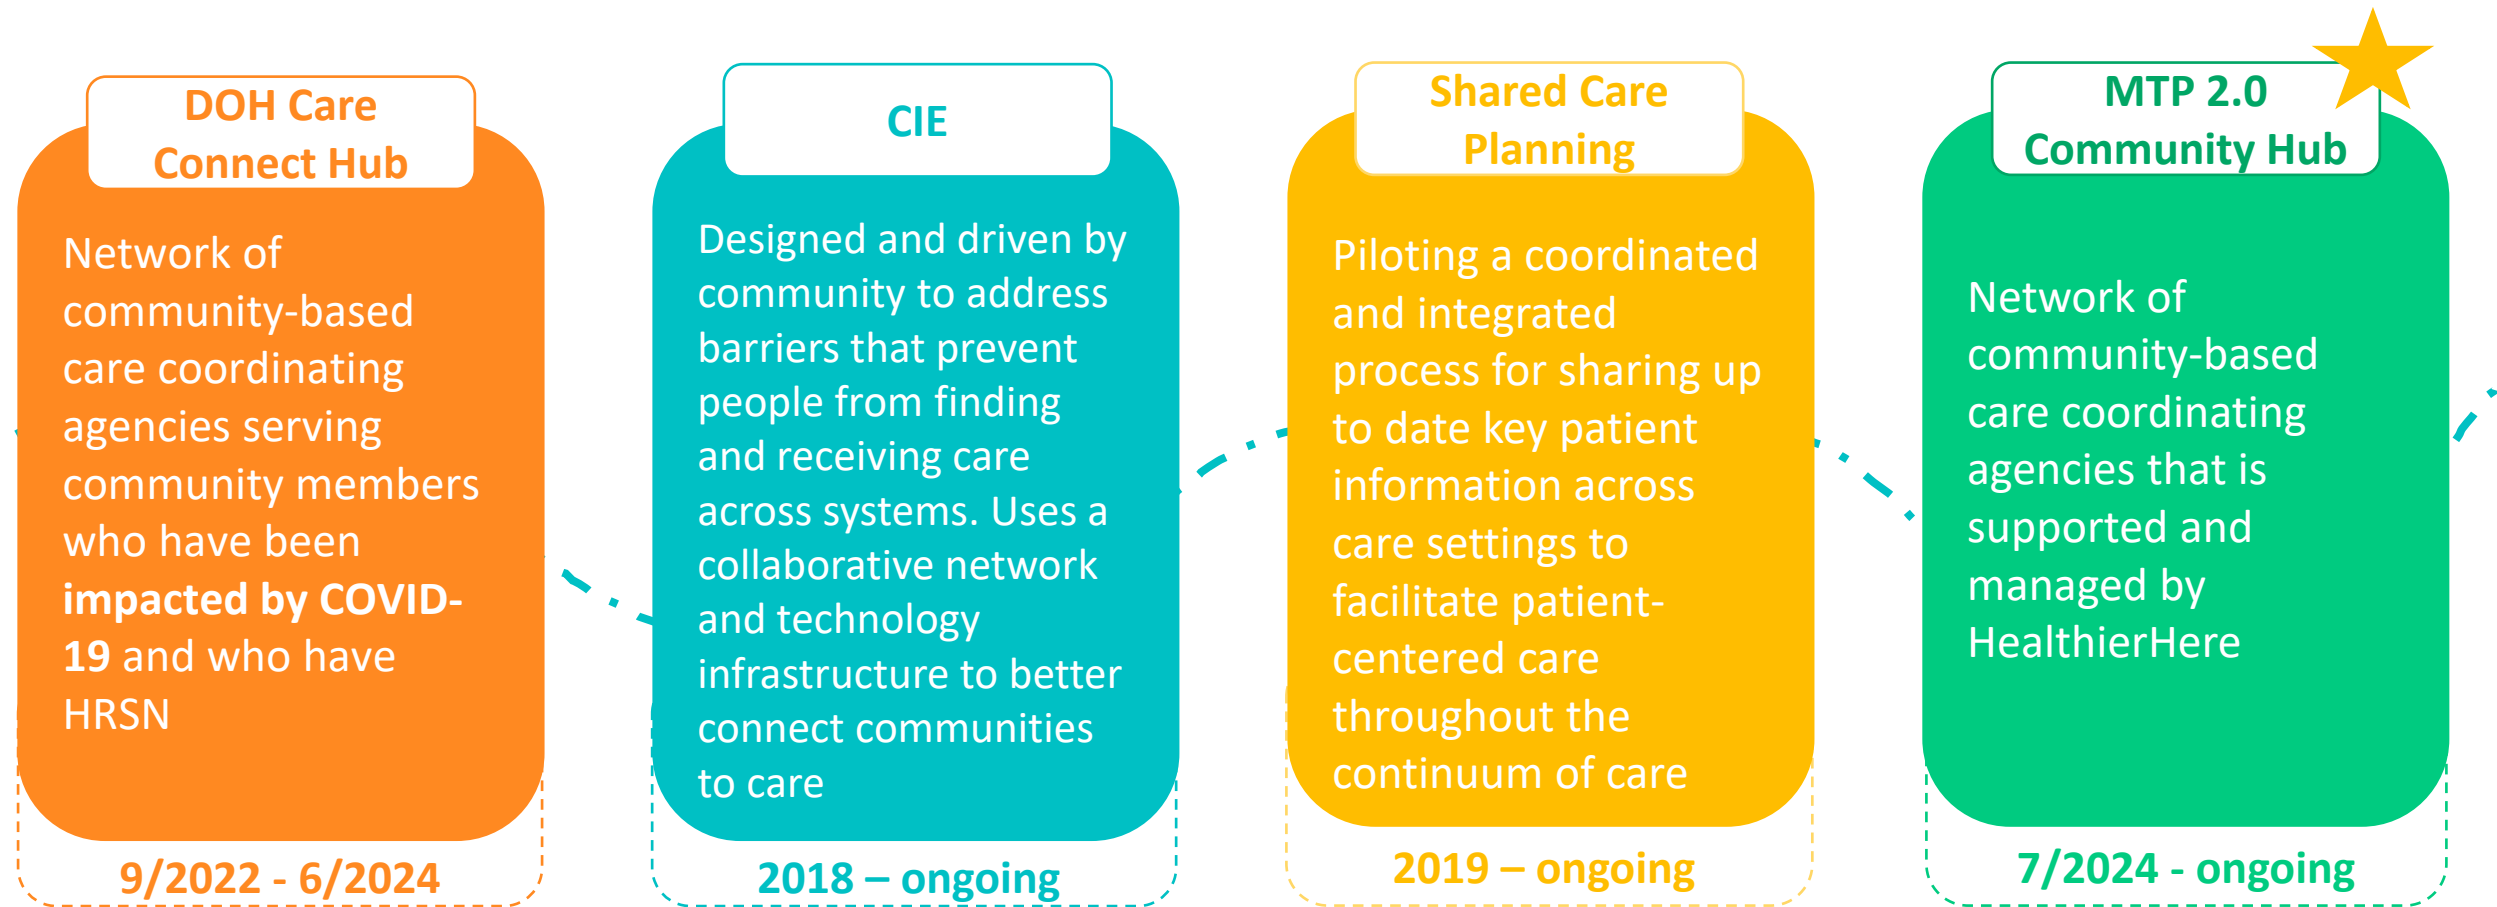 DOH Care
Connect Hub
Network of
community-based
care coordinating
agencies serving
community members
who have been
impacted by COVID-
19 and who have
HRSN
9/2022 - 6/2024
CIE
Designed and driven by
community to address
barriers that prevent
people from finding
and receiving care
across systems. Uses a
collaborative network
and technology
infrastructure to better
connect communities
to care
2018 – ongoing
Shared Care
Planning
Piloting a coordinated
and integrated
process for sharing up
to date key patient
information across
care settings to
facilitate patient-
centered care
throughout the
continuum of care
2019 – ongoing
MTP 2.0
Community Hub
Network of
community-based
care coordinating
agencies that is
supported and
managed by
HealthierHere
7/2024 - ongoing